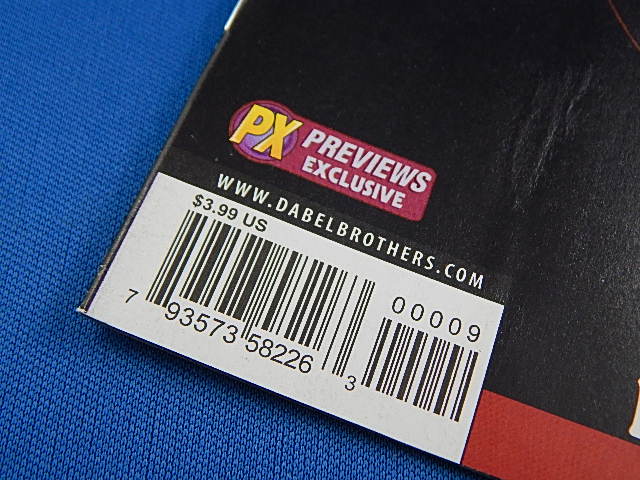 PX PREVIEWS
EXCLUSIVE
WWW.DABELBROTHERS.COM
$3.99 US
00009
7 93573 58226 3